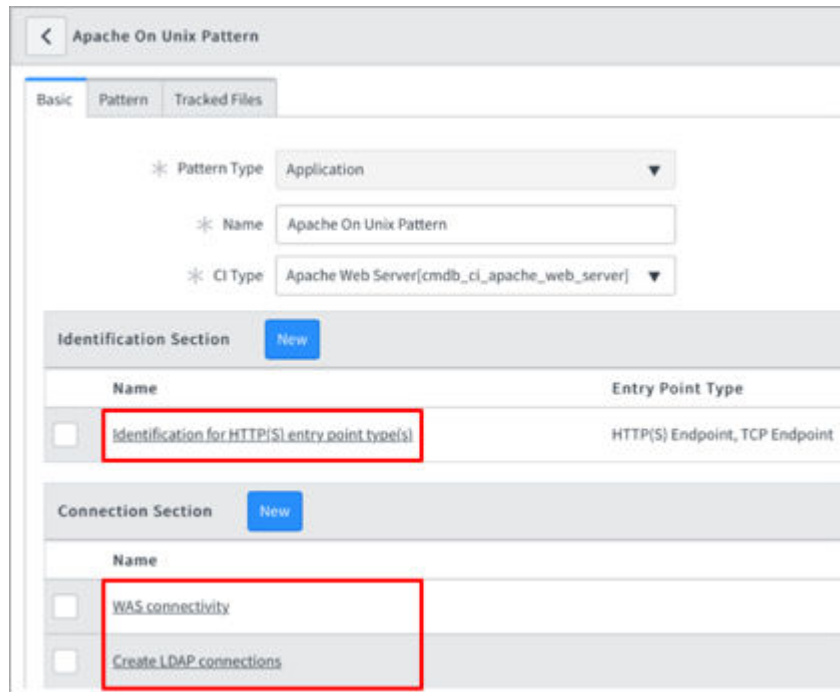 Apache On Unix Pattern
Basic Pattern Tracked Files
Pattern Type Application
Name Apache On Unix Pattern
CI Type Apache Web Server[cmdb_ci_apache_web_server]
Identification Section New
Name Entry Point Type
Identification for HTTP(S) entry point type(s) HTTP(S) Endpoint, TCP Endpoint
Connection Section New
Name
WAS connectivity
Create LDAP connections